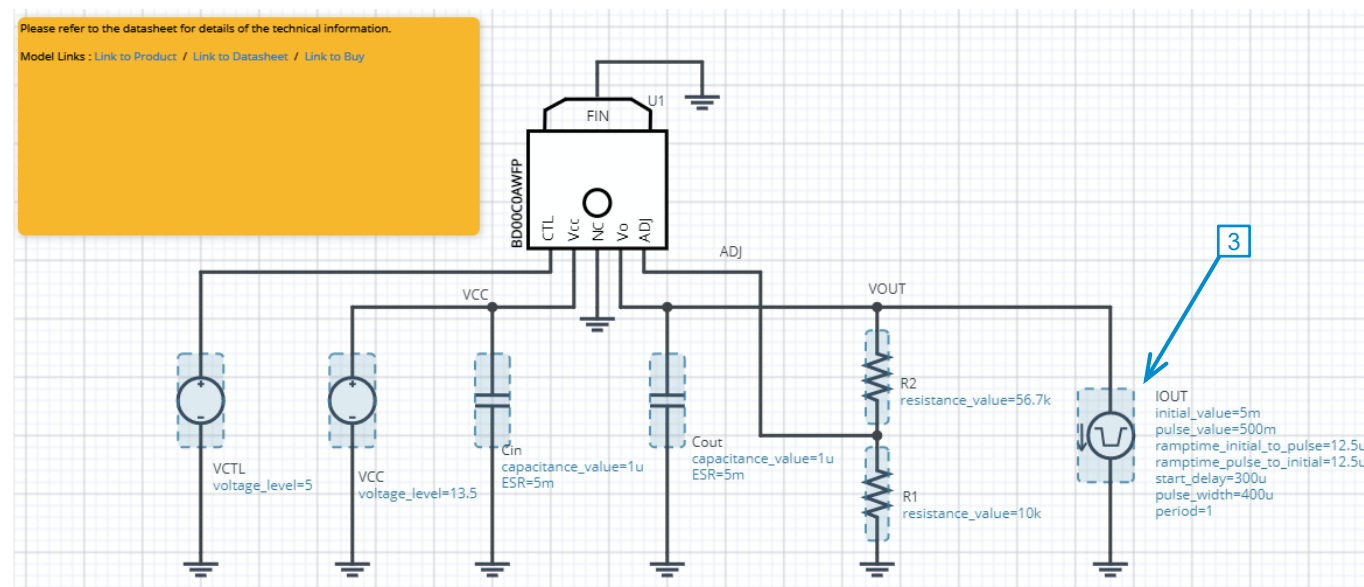 Please refer to the datasheet for details of the technical information.
Model Links : Link to Product / Link to Datasheet / Link to Buy
U1
FIN
BD00C0AWFP
CTL
Vcc
NC
Vo
ADJ
ADJ
3
VCC
VOUT
R2
resistance_value=56.7k
IOUT
initial_value=5m
pulse_value=500m
ramptime_initial_to_pulse=12.5u
ramptime_pulse_to_initial=12.5u
start_delay=300u
pulse_width=400u
period=1
Cin
capacitance_value=1u
ESR=5m
Cout
capacitance_value=1u
ESR=5m
VCTL
voltage_level=5
VCC
voltage_level=13.5
R1
resistance_value=10k